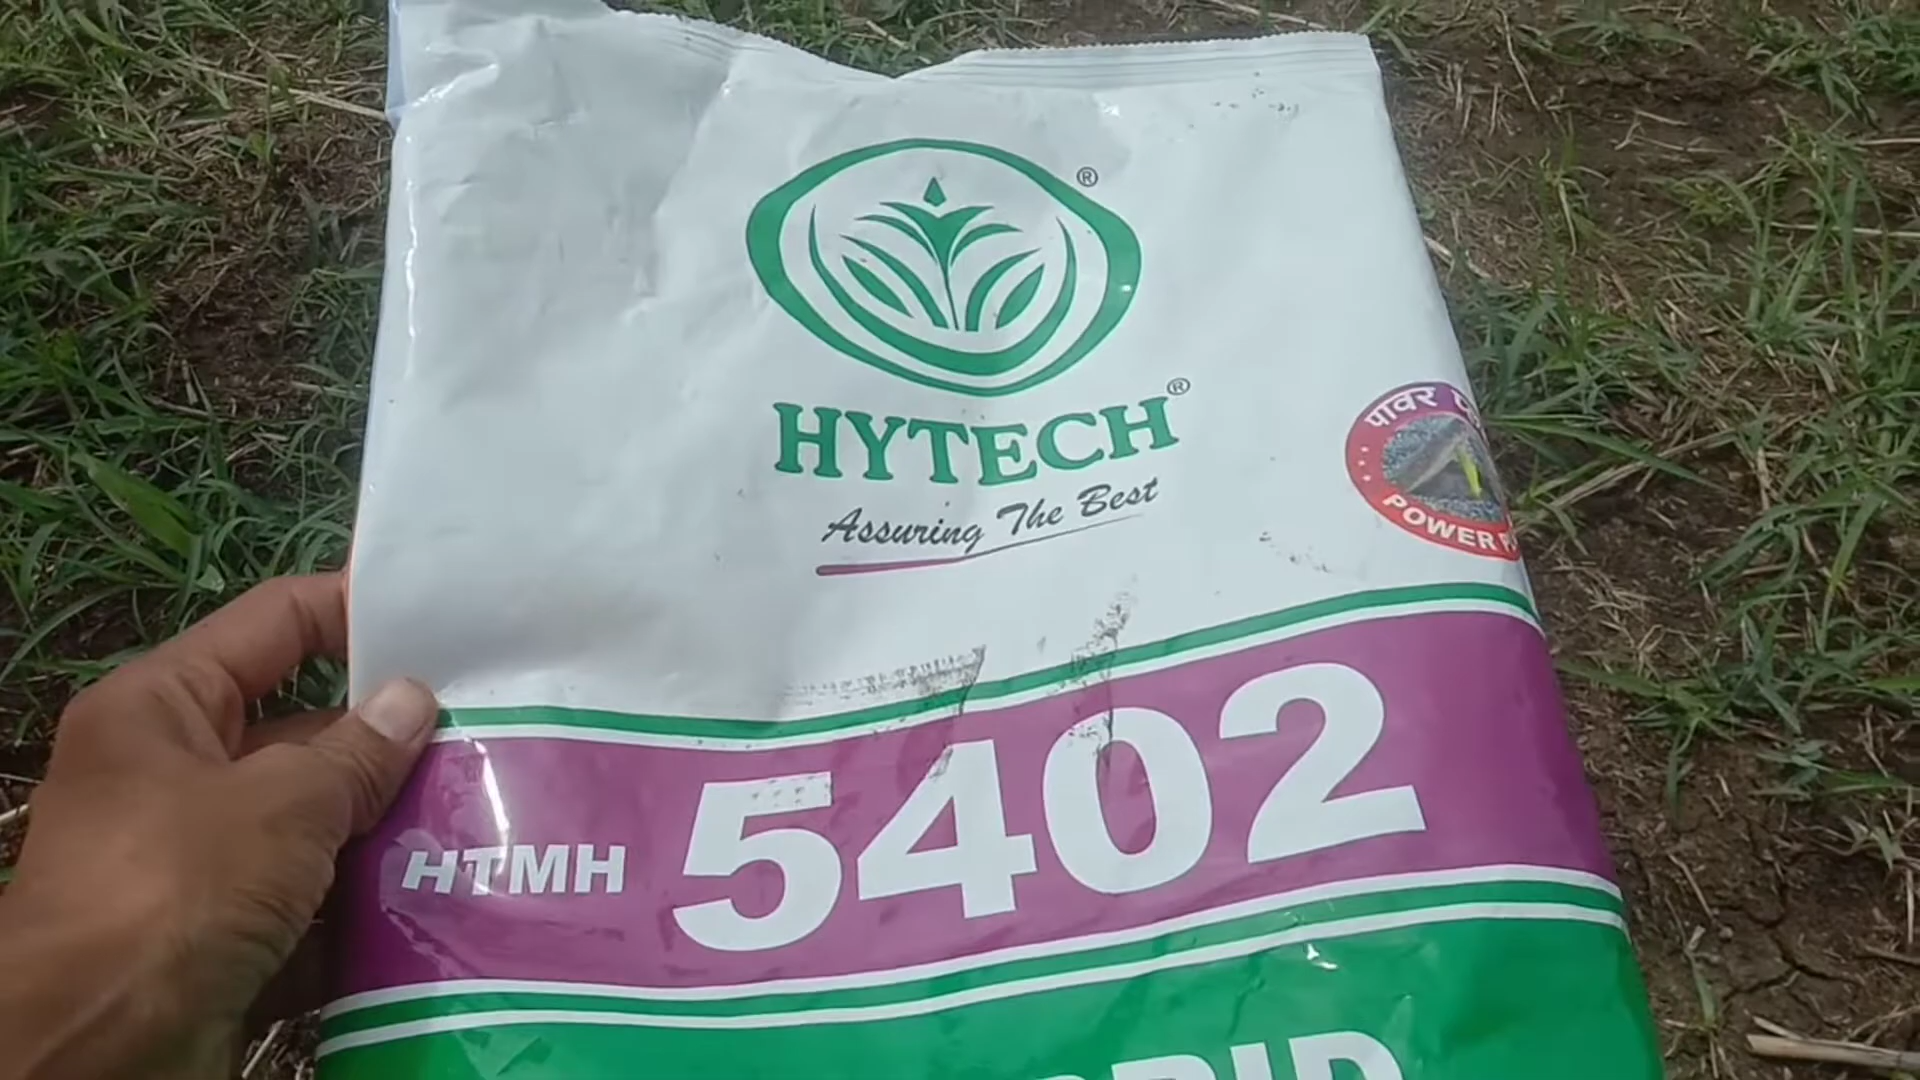 ®
HYTECH®
Assuring The Best
पावर
POWER
HTMH 5402